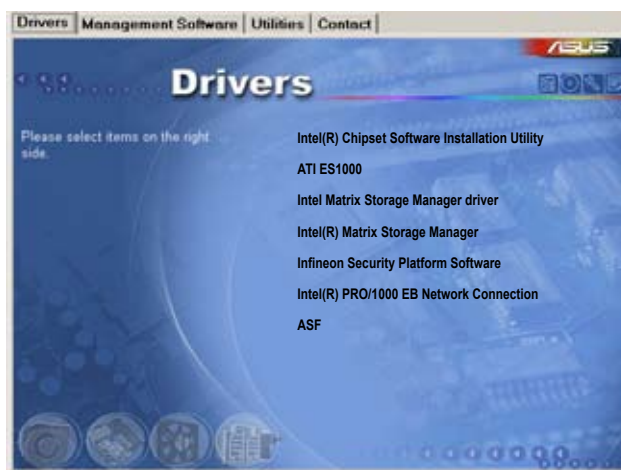 Drivers Management Software Utilities Contact
ASUS
Drivers
Please select items on the right
side.
Intel(R) Chipset Software Installation Utility
ATI ES1000
Intel Matrix Storage Manager driver
Intel(R) Matrix Storage Manager
Infineon Security Platform Software
Intel(R) PRO/1000 EB Network Connection
ASF